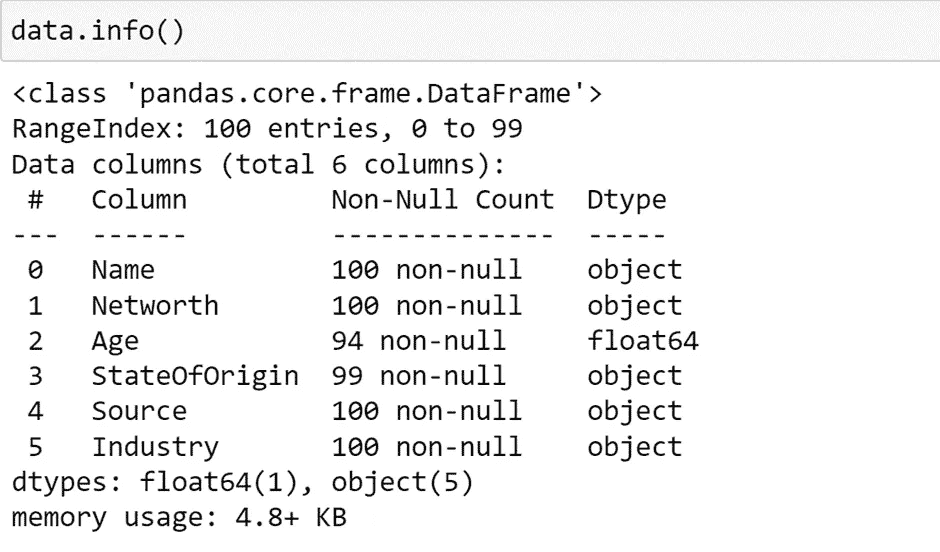 data.info()
<class 'pandas.core.frame.DataFrame'>
RangeIndex: 100 entries, 0 to 99
Data columns (total 6 columns):
 #   Column         Non-Null Count  Dtype
---  ------         --------------  -----
 0   Name           100 non-null    object
 1   Networth       100 non-null    object
 2   Age            94 non-null     float64
 3   StateOfOrigin  99 non-null     object
 4   Source         100 non-null    object
 5   Industry       100 non-null    object
dtypes: float64(1), object(5)
memory usage: 4.8+ KB